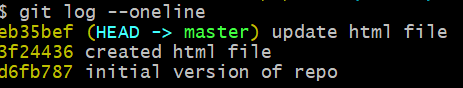 $ git log --oneline
eb35bef (HEAD -> master) update html file
3f24436 created html file
d6fb787 initial version of repo